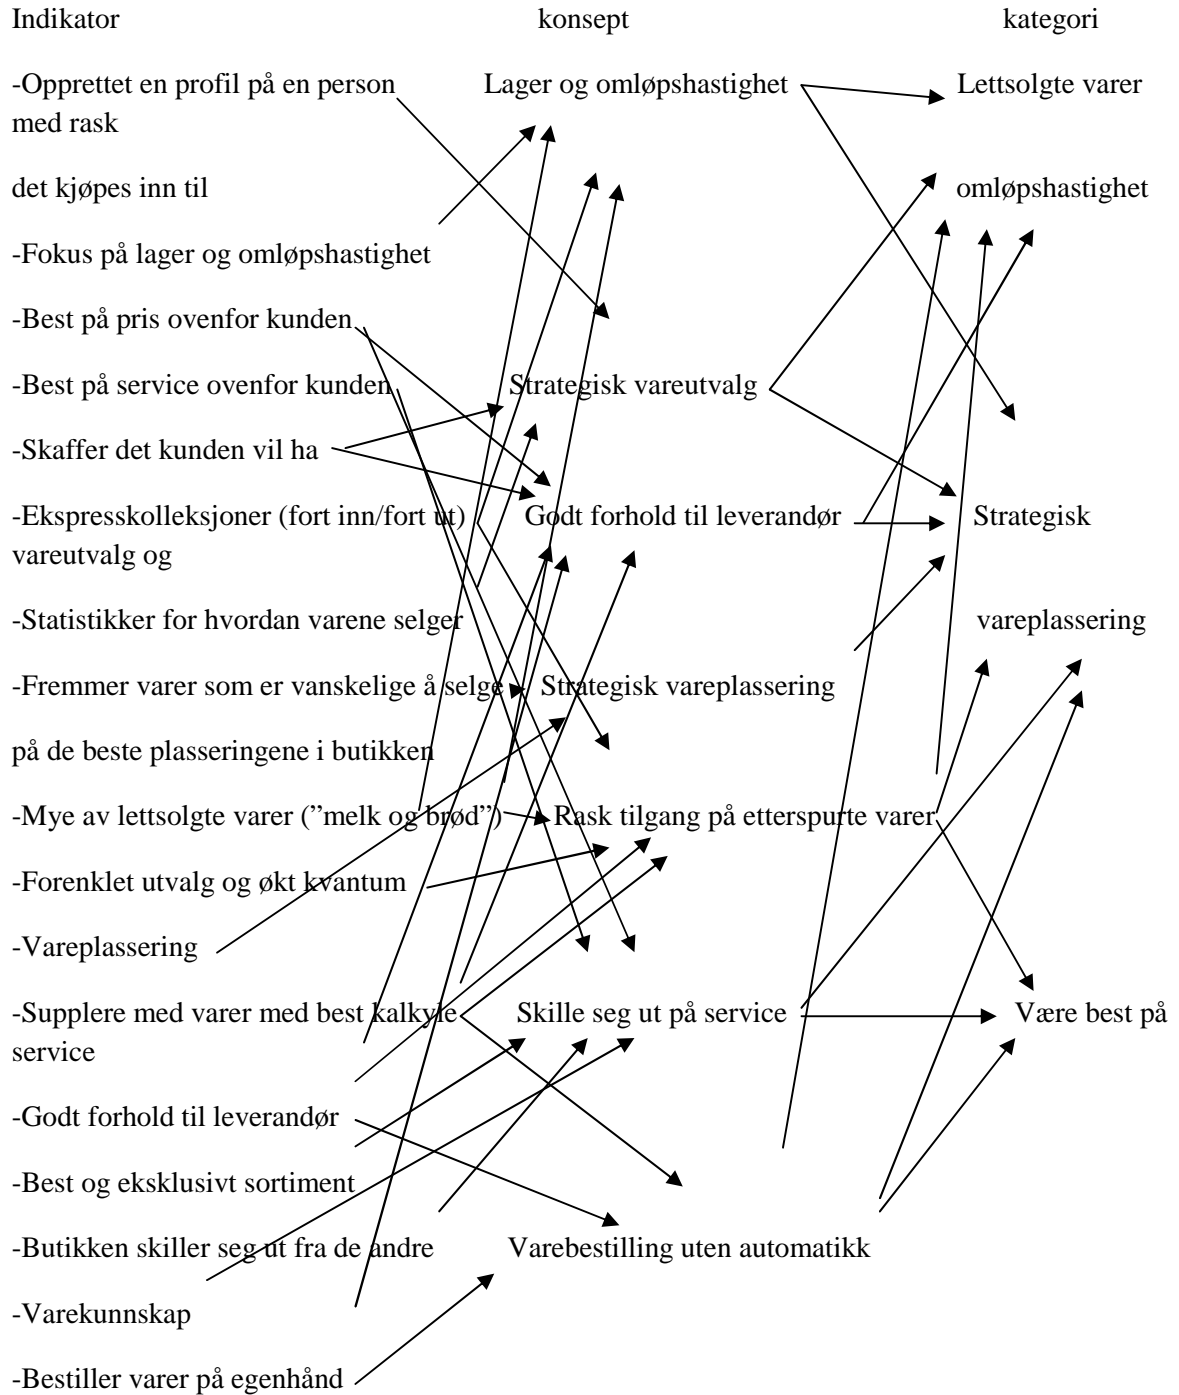 Indikator konsept kategori
-Opprettet en profil på en person Lager og omløpshastighet Lettsolgte varer
med rask
det kjøpes inn til omløpshastighet
-Fokus på lager og omløpshastighet
-Best på pris ovenfor kunden
-Best på service ovenfor kunden Strategisk vareutvalg
-Skaffer det kunden vil ha
-Ekspresskolleksjoner (fort inn/fort ut) Godt forhold til leverandør Strategisk
vareutvalg og
-Statistikker for hvordan varene selger vareplassering
-Fremmer varer som er vanskelige å selge Strategisk vareplassering
på de beste plasseringene i butikken
-Mye av lettsolgte varer (”melk og brød”) Rask tilgang på etterspurte varer
-Forenklet utvalg og økt kvantum
-Vareplassering
-Supplere med varer med best kalkyle Skille seg ut på service Være best på
service
-Godt forhold til leverandør
-Best og eksklusivt sortiment
-Butikken skiller seg ut fra de andre Varebestilling uten automatikk
-Varekunnskap
-Bestiller varer på egenhånd